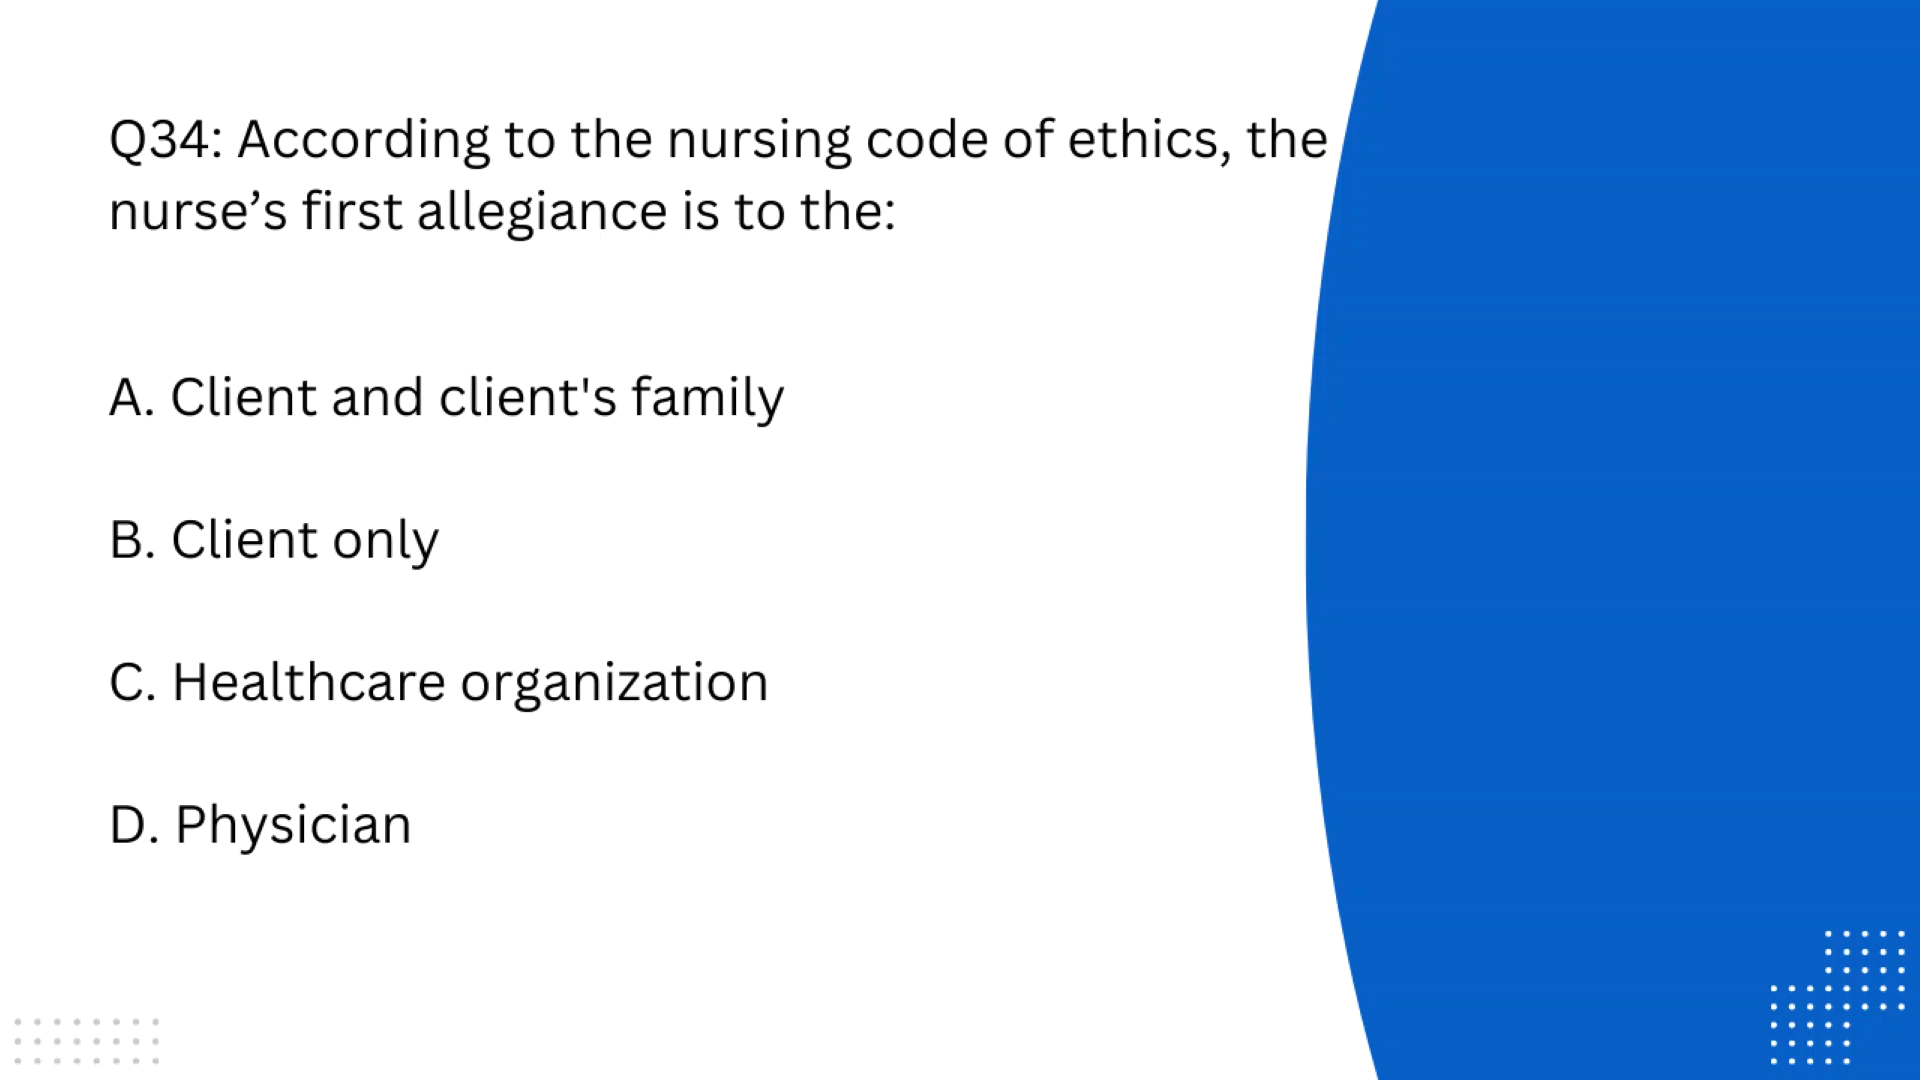 Q34: According to the nursing code of ethics, the
nurse’s first allegiance is to the:
A. Client and client's family
B. Client only
C. Healthcare organization
D. Physician